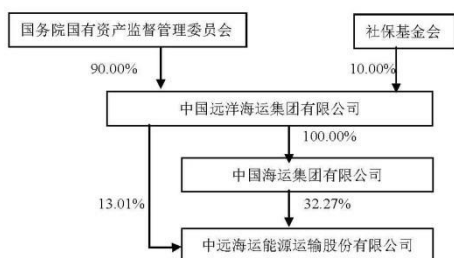 国务院国有资产监督管理委员会
社保基金会
90.00%
10.00%
中国远洋海运集团有限公司
100.00%
中国海运集团有限公司
13.01%
32.27%
中远海运能源运输股份有限公司